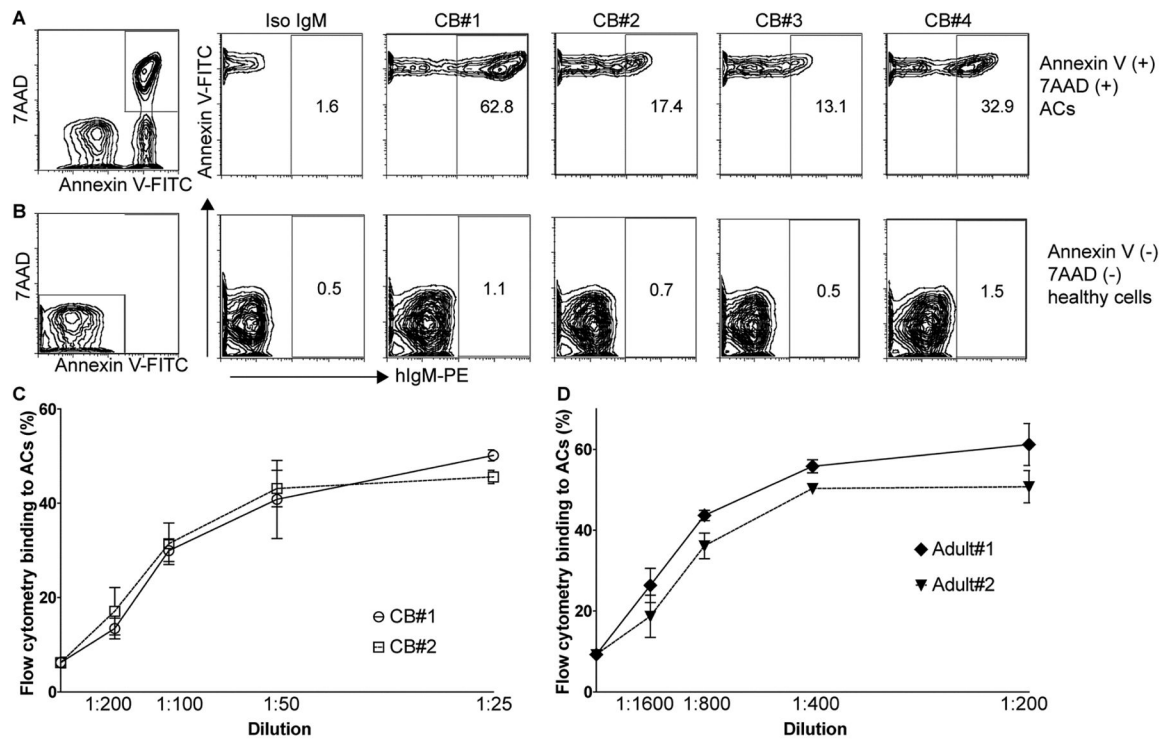 A
Iso IgM
CB#1
CB#2
CB#3
CB#4
7AAD
Annexin V-FITC
Annexin V-FITC
1.6
62.8
17.4
13.1
32.9
Annexin V (+)
7AAD (+)
ACs
B
7AAD
Annexin V-FITC
0.5
1.1
0.7
0.5
1.5
Annexin V (-)
7AAD (-)
healthy cells
hIgM-PE
C
Flow cytometry binding to ACs (%)
60
40
20
0
1:200
1:100
1:50
1:25
Dilution
CB#1
CB#2
D
Flow cytometry binding to ACs (%)
60
40
20
0
1:1600
1:800
1:400
1:200
Dilution
Adult#1
Adult#2